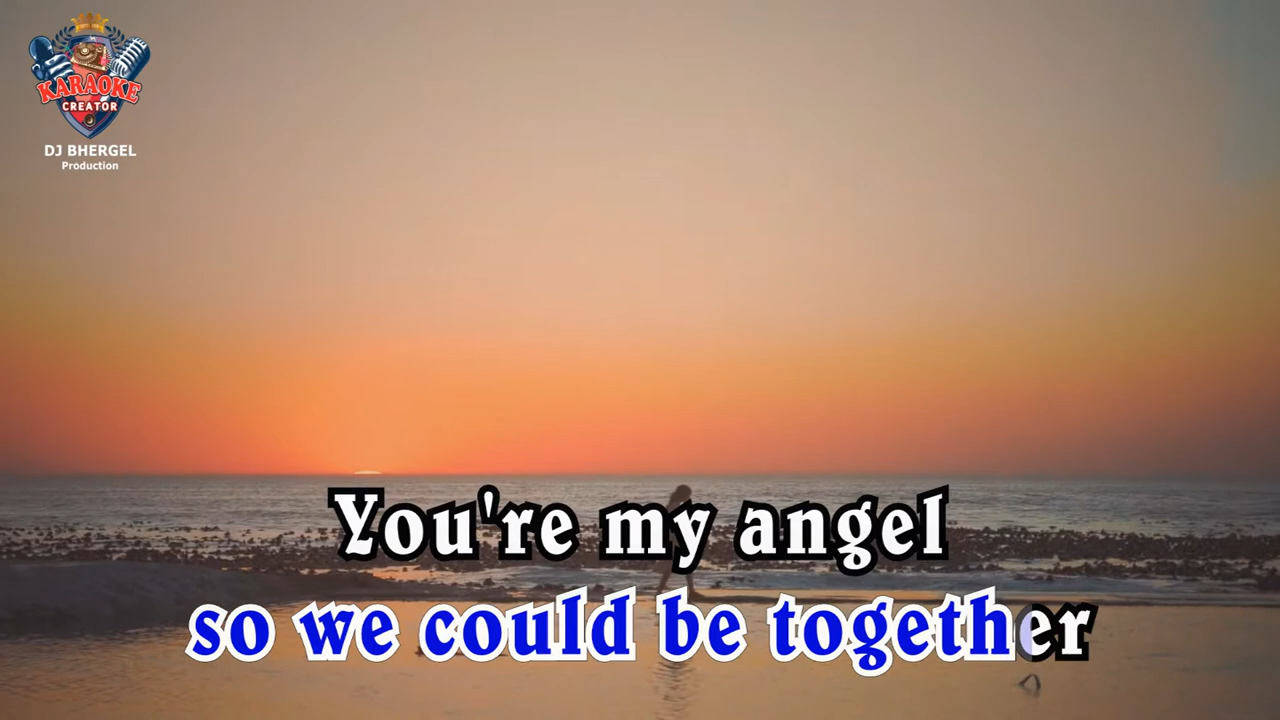 KARAOKE
CREATOR
DJ BHERGEL
Production
You're my angel
so we could be together